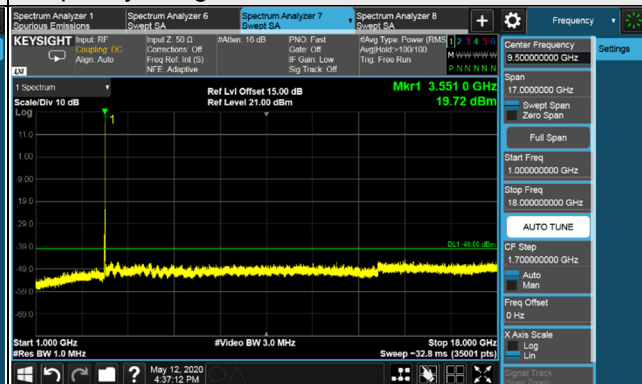 Spectrum Analyzer 1
Spurious Emissions
Spectrum Analyzer 6
Swept SA
Spectrum Analyzer 7
Swept SA
Spectrum Analyzer 8
Swept SA
+
Frequency
KEYSIGHT
Input: RF
Coupling: DC
Align: Auto
Input Z: 50 Ω
Corrections: Off
Freq Ref: Int (S)
NFE: Adaptive
#Atten: 16 dB
PNO: Fast
Gate: Off
IF Gain: Low
Sig Track: Off
#Avg Type: Power (RMS)
Avg|Hold:>100/100
Trig: Free Run
1 2 3 4 5 6
M W W W W W
P N N N N N
LXI
1 Spectrum
Scale/Div 10 dB
Log
Ref Lvl Offset 15.00 dB
Ref Level 21.00 dBm
Mkr1 3.551 0 GHz
19.72 dBm
1
11.0
1.00
-9.00
-19.0
-29.0
-39.0
-49.0
-59.0
-69.0
DL1 -40.00 dBm
Start 1.000 GHz
#Res BW 1.0 MHz
#Video BW 3.0 MHz
Stop 18.000 GHz
Sweep ~32.8 ms (35001 pts)
May 12, 2020
4:37:12 PM
?
Center Frequency
9.500000000 GHz
Settings
Span
17.0000000 GHz
Swept Span
Zero Span
Full Span
Start Freq
1.000000000 GHz
Stop Freq
18.000000000 GHz
AUTO TUNE
CF Step
1.700000000 GHz
Auto
Man
Freq Offset
0 Hz
X Axis Scale
Log
Lin
Signal Track
(Span Zoom)